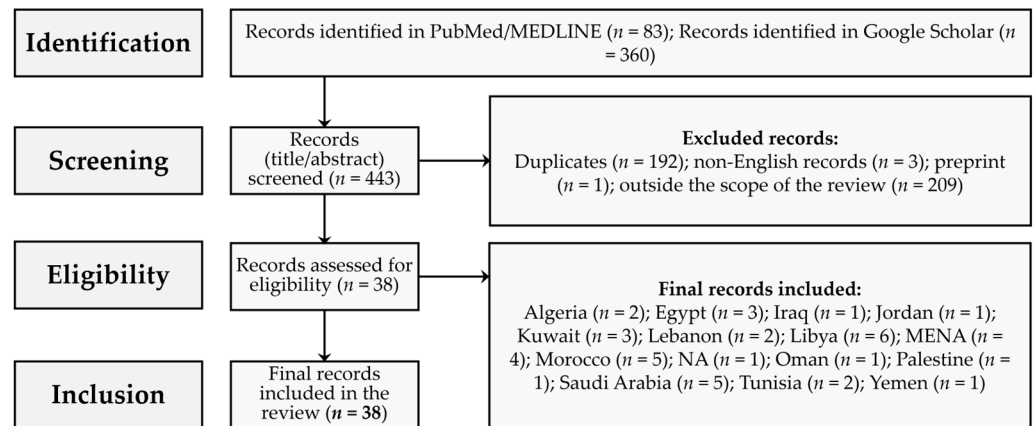 Identification
Records identified in PubMed/MEDLINE (n = 83); Records identified in Google Scholar (n
= 360)
Screening
Records
(title/abstract)
screened (n = 443)
Excluded records:
Duplicates (n = 192); non-English records (n = 3); preprint
(n = 1); outside the scope of the review (n = 209)
Eligibility
Records assessed for
eligibility (n = 38)
Final records included:
Algeria (n = 2); Egypt (n = 3); Iraq (n = 1); Jordan (n = 1);
Kuwait (n = 3); Lebanon (n = 2); Libya (n = 6); MENA (n =
4); Morocco (n = 5); NA (n = 1); Oman (n = 1); Palestine (n =
1); Saudi Arabia (n = 5); Tunisia (n = 2); Yemen (n = 1)
Inclusion
Final records
included in the
review (n = 38)